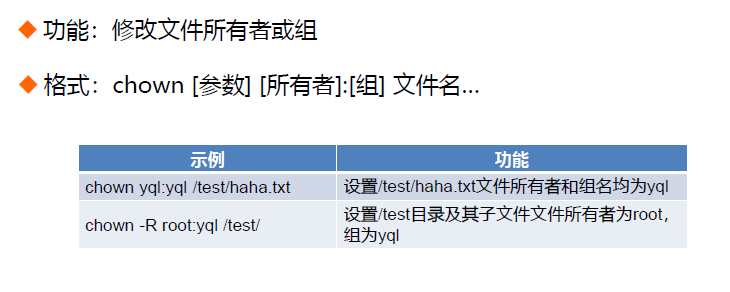 功能：修改文件所有者或组
格式：chown [参数] [所有者]:[组] 文件名...
示例 功能
chown yql:yql /test/haha.txt 设置/test/haha.txt文件所有者和组名均为yql
chown -R root:yql /test/ 设置/test目录及其子文件文件所有者为root，
组为yql